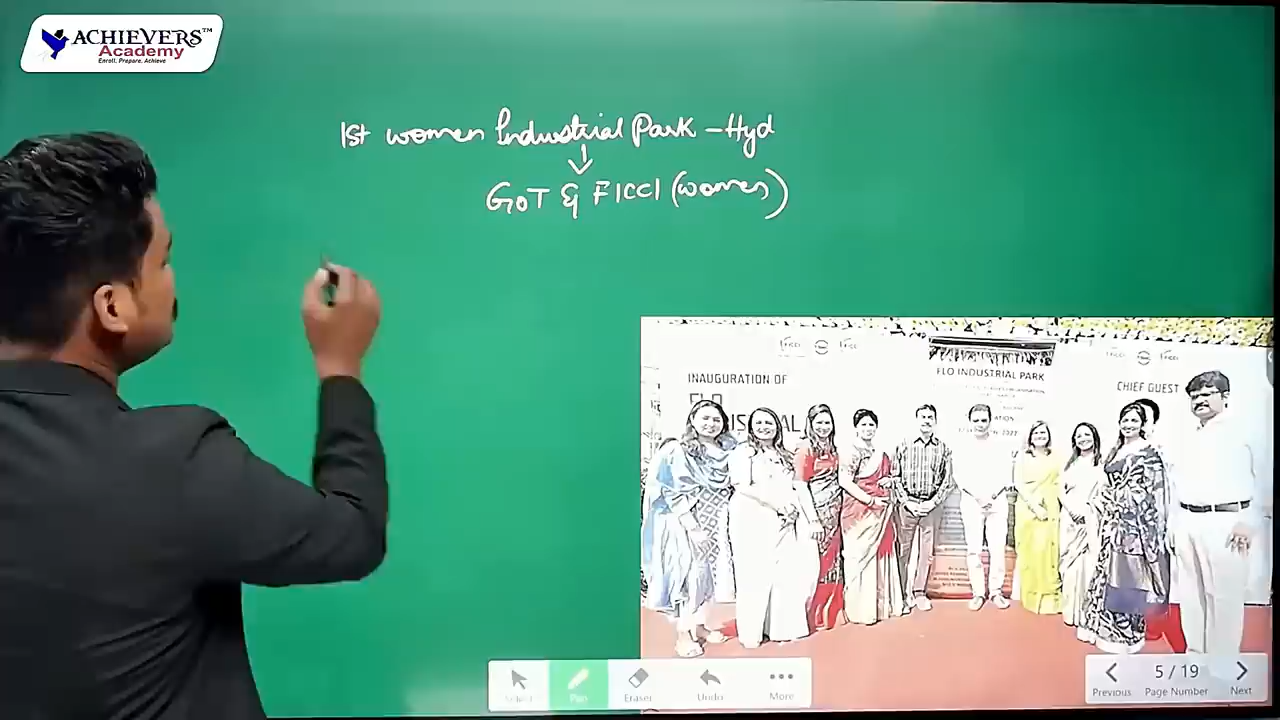 ACHIEVERS™
Academy
Enroll. Prepare. Achieve
1st women Industrial Park - Hyd
↓
GoT & FICCI (women)
INAUGURATION OF
FLO
FLO INDUSTRIAL PARK
CHIEF GUEST
Pen
Eraser
Undo
More
5 / 19
Previous
Page Number
Next